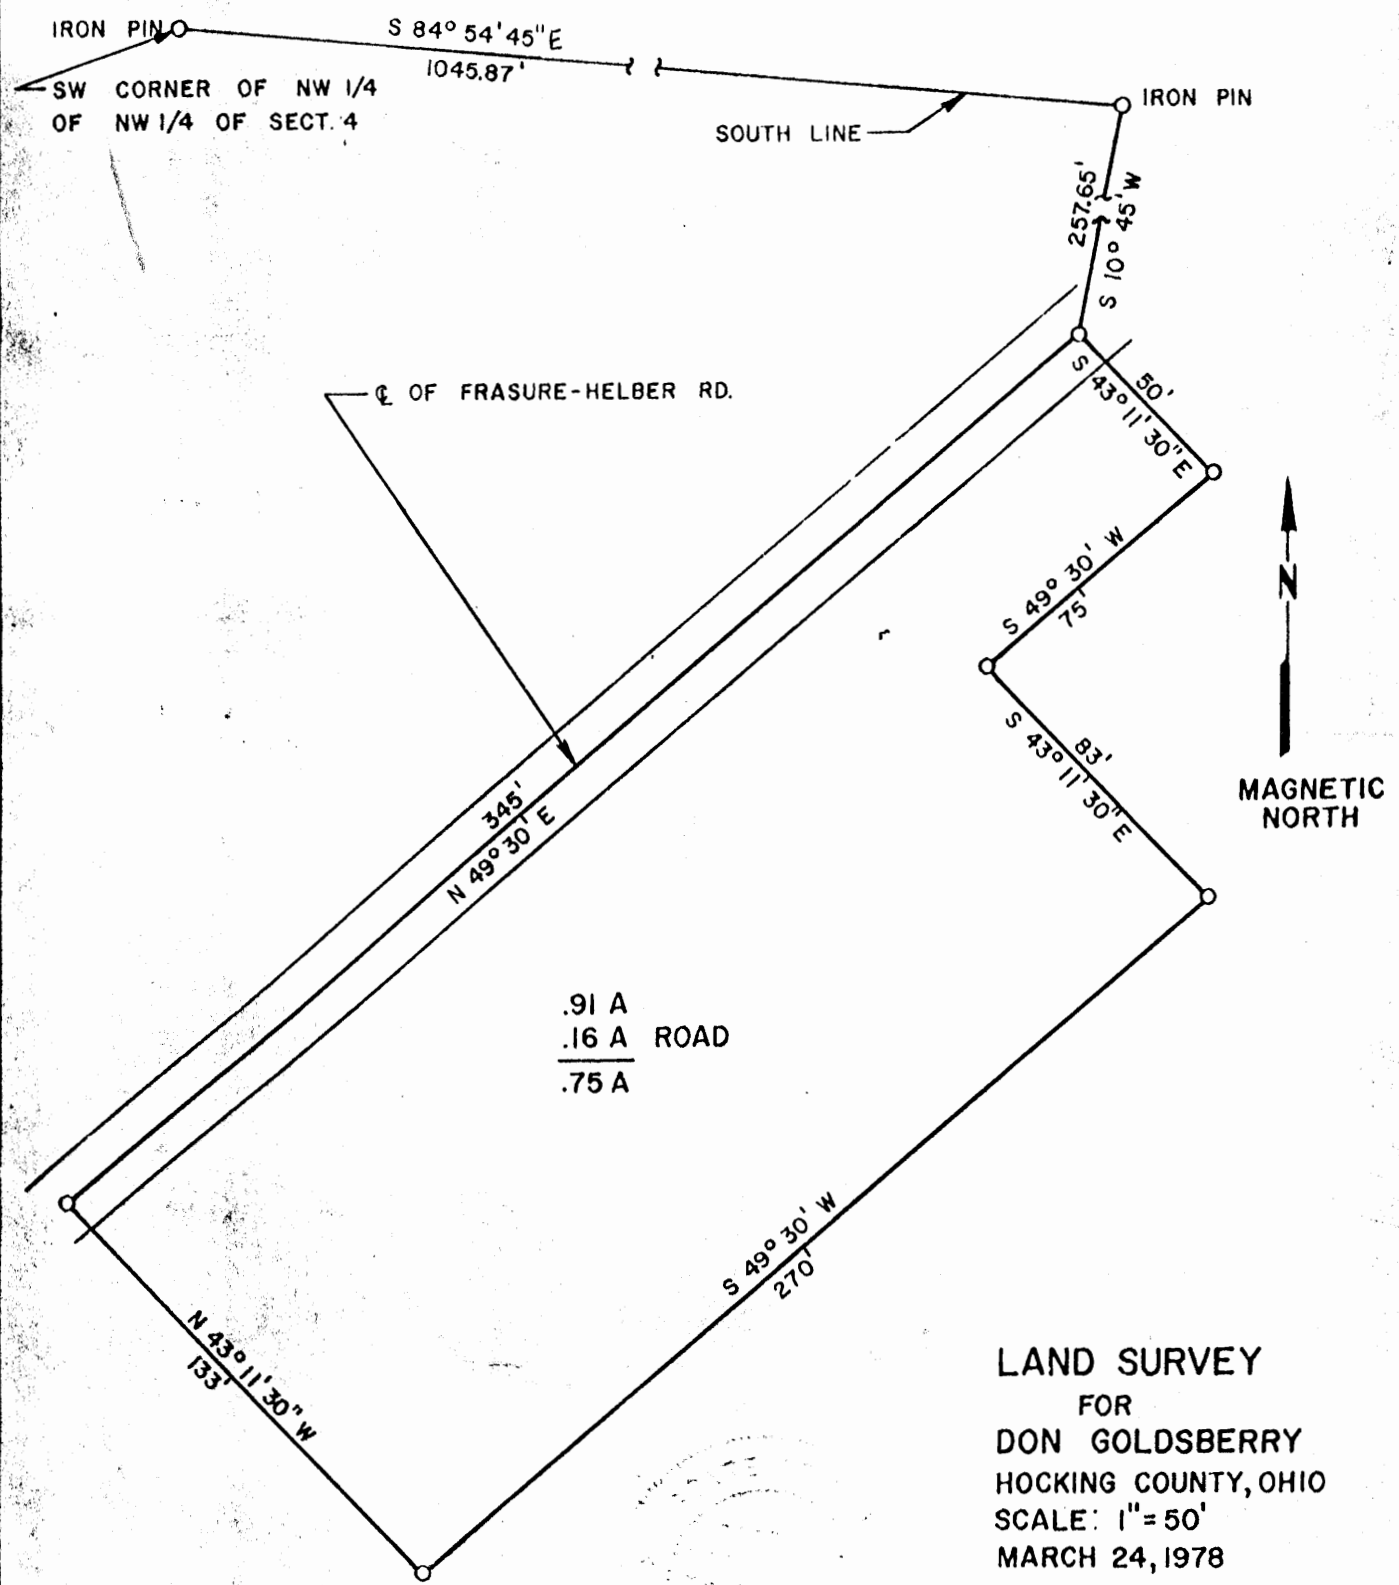 IRON PIN
S 84° 54' 45" E
1045.87'
SW CORNER OF NW 1/4
OF NW 1/4 OF SECT. 4
IRON PIN
SOUTH LINE
257.65'
S 10° 45' W
℄ OF FRASURE-HELBER RD.
50'
S 43° 11' 30" E
S 49° 30' W
75'
N
83'
S 43° 11' 30" E
MAGNETIC
NORTH
345'
N 49° 30' E
.91 A
.16 A ROAD
.75 A
S 49° 30' W
270'
N 43° 11' 30" W
133'
LAND SURVEY
FOR
DON GOLDSBERRY
HOCKING COUNTY, OHIO
SCALE: 1"=50'
MARCH 24, 1978